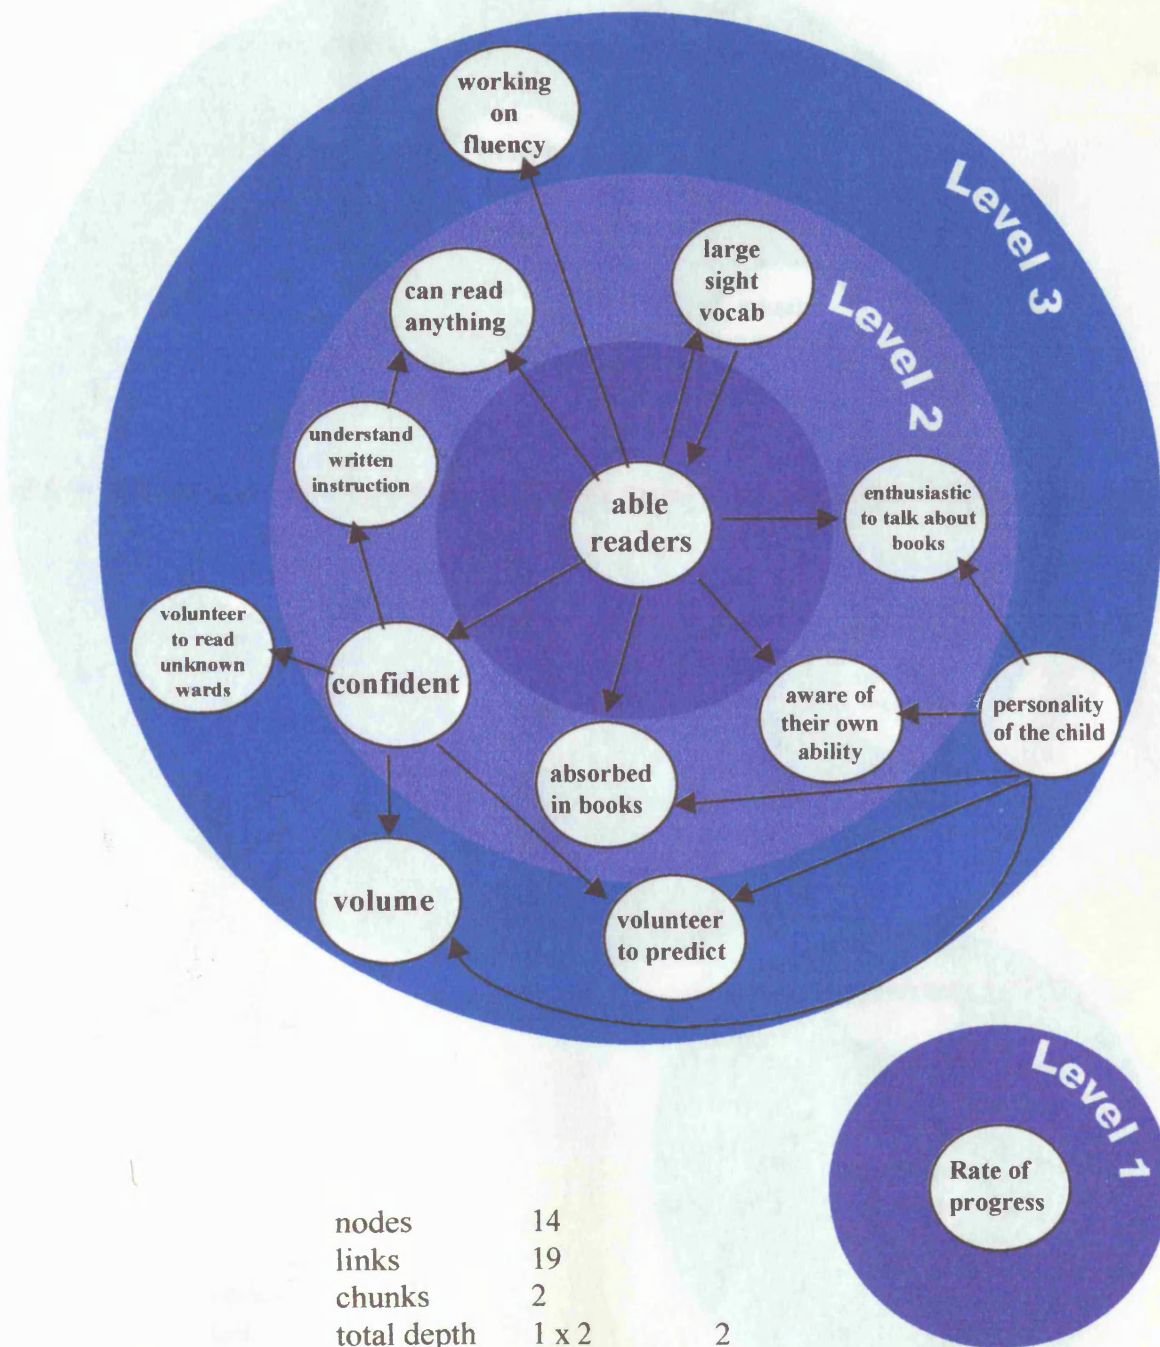 working
on
fluency
Level 3
large
sight
vocab
can read
anything
Level 2
understand
written
instruction
able
readers
enthusiastic
to talk about
books
volunteer
to read
unknown
wards
confident
aware of
their own
ability
personality
of the child
absorbed
in books
volume
volunteer
to predict
Level 1
Rate of
progress
nodes 14
links 19
chunks 2
total depth 1 x 2 2